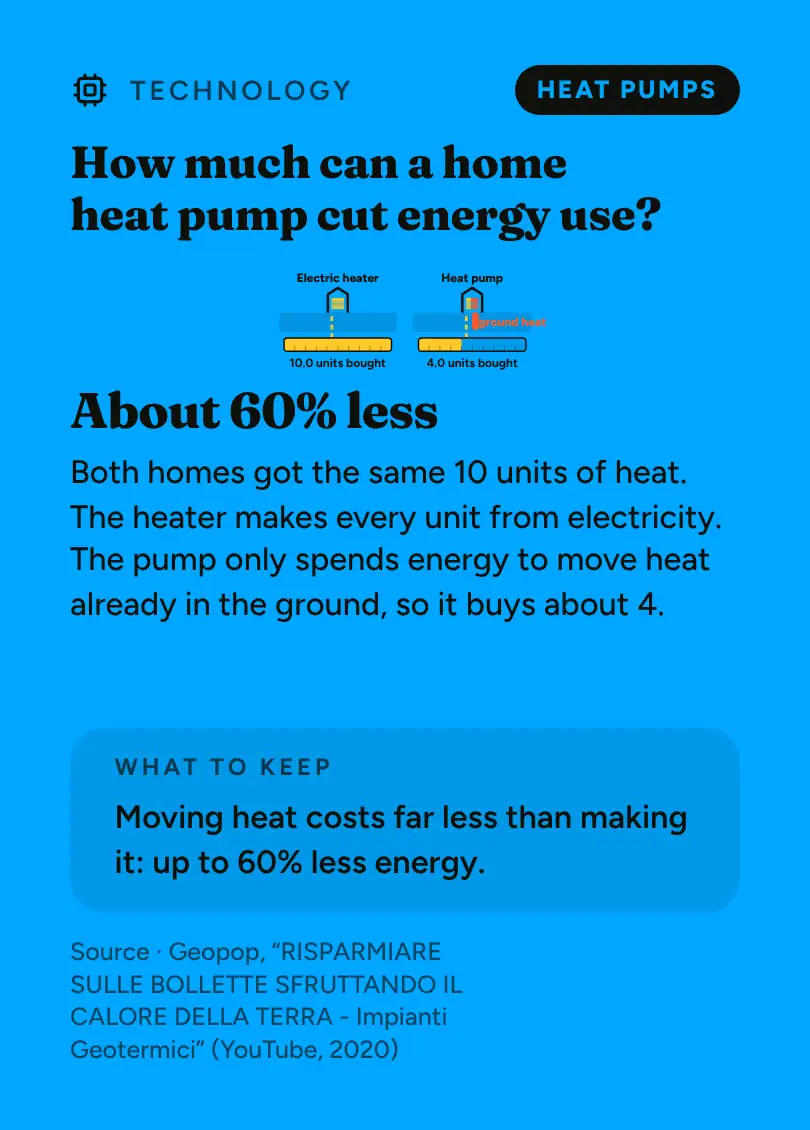 TECHNOLOGY
HEAT PUMPS
How much can a home
heat pump cut energy use?
Electric heater
Heat pump
ground heat
10.0 units bought
4.0 units bought
About 60% less
Both homes got the same 10 units of heat.
The heater makes every unit from electricity.
The pump only spends energy to move heat
already in the ground, so it buys about 4.
WHAT TO KEEP
Moving heat costs far less than making
it: up to 60% less energy.
Source · Geopop, “RISPARMIARE
SULLE BOLLETTE SFRUTTANDO IL
CALORE DELLA TERRA - Impianti
Geotermici” (YouTube, 2020)